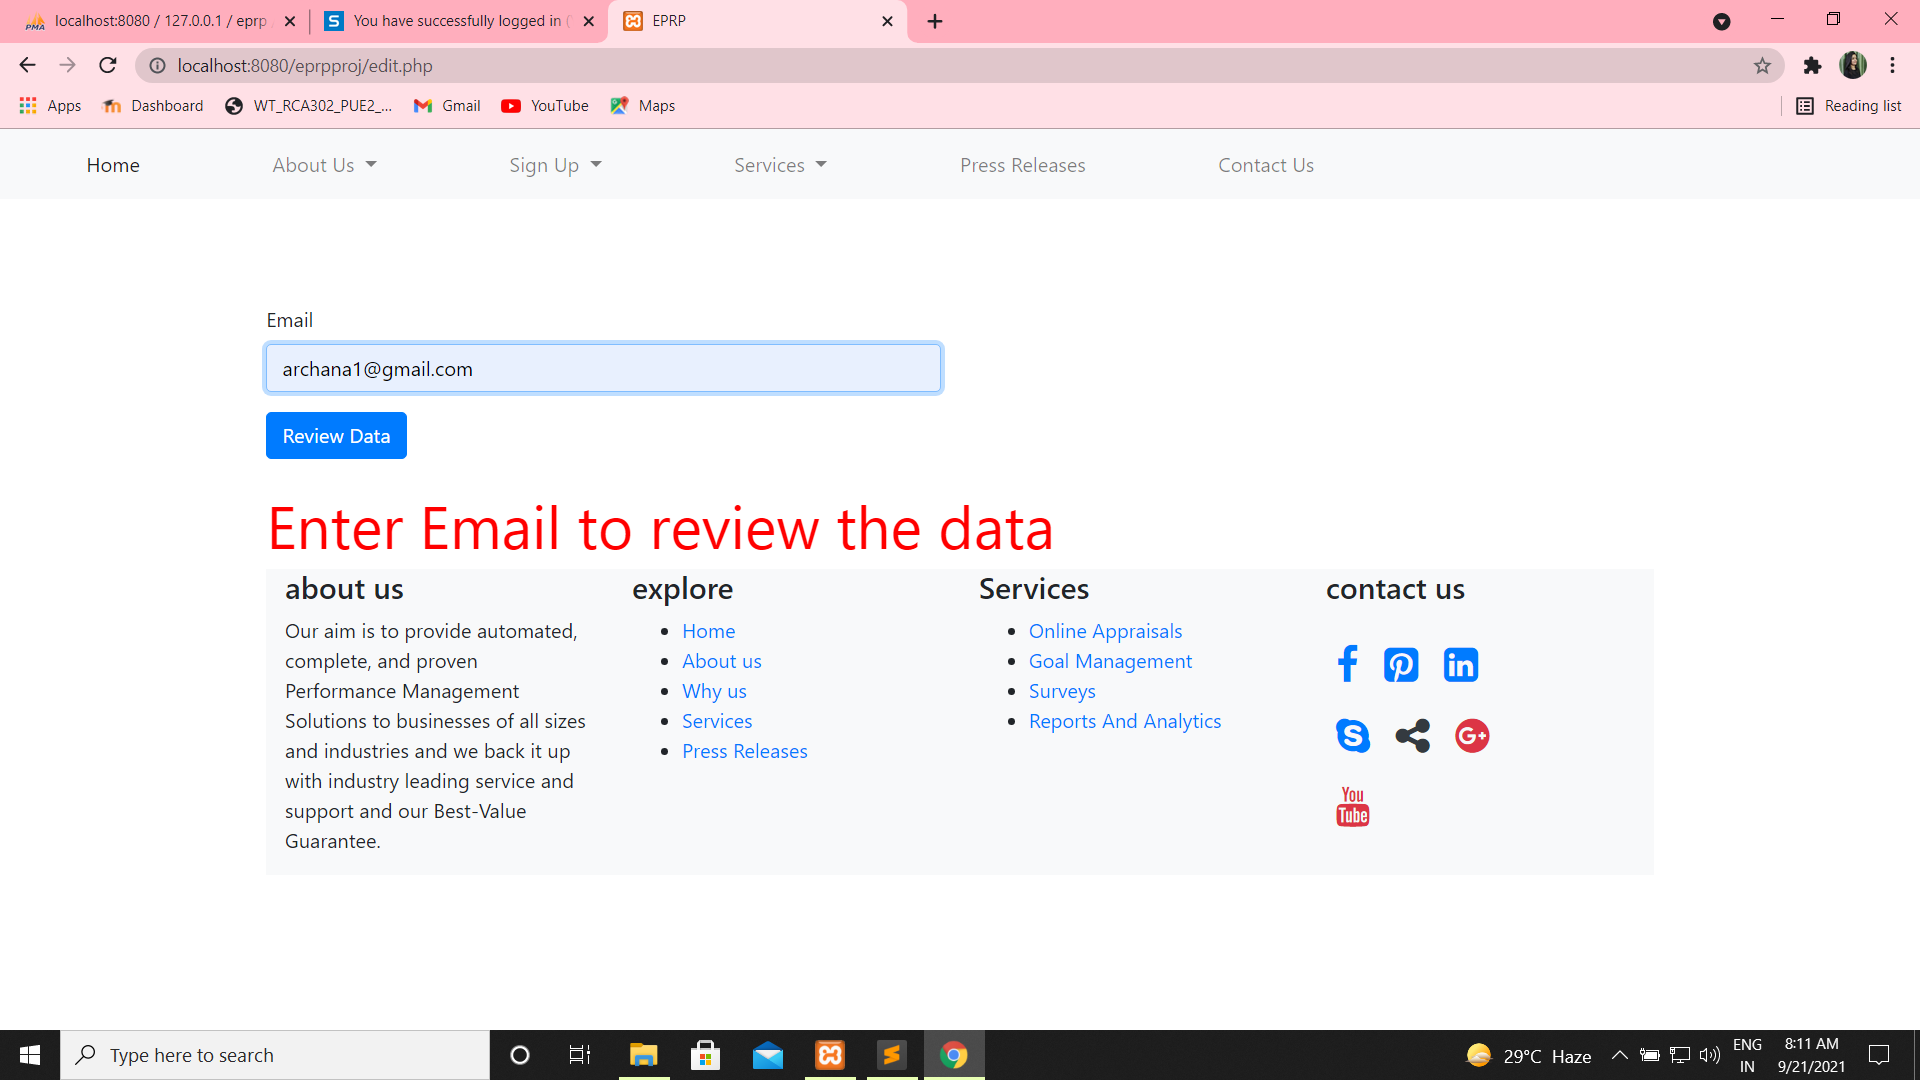 localhost:8080 / 127.0.0.1 / eprp
You have successfully logged in
EPRP
localhost:8080/eprpproj/edit.php
Apps
Dashboard
WT_RCA302_PUE2_...
Gmail
YouTube
Maps
Reading list
Home
About Us
Sign Up
Services
Press Releases
Contact Us
Email
archana1@gmail.com
Review Data
Enter Email to review the data
about us
Our aim is to provide automated,
complete, and proven
Performance Management
Solutions to businesses of all sizes
and industries and we back it up
with industry leading service and
support and our Best-Value
Guarantee.
explore
Home
About us
Why us
Services
Press Releases
Services
Online Appraisals
Goal Management
Surveys
Reports And Analytics
contact us
You
Tube
Type here to search
29°C Haze
ENG
IN
8:11 AM
9/21/2021